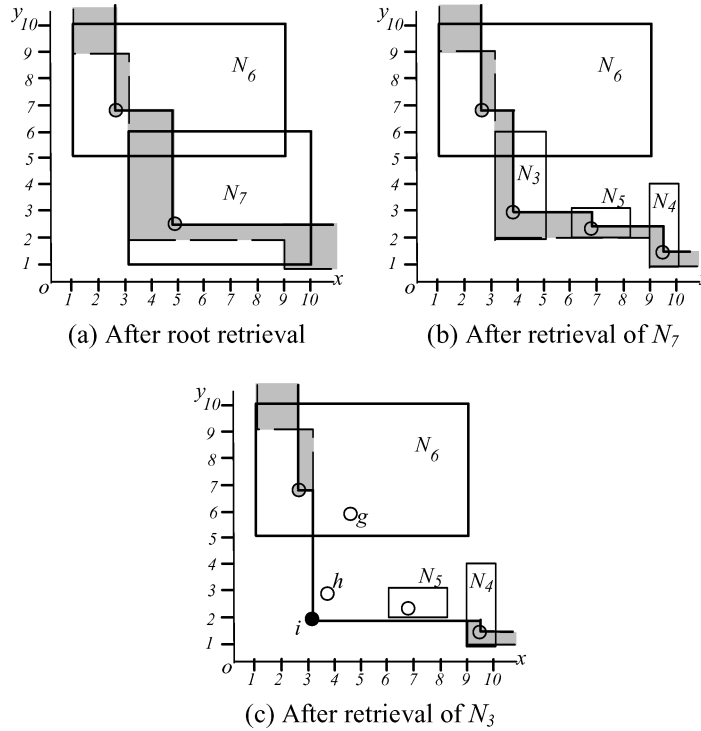 y
10
9
8
7
6
5
4
3
2
1
o
1 2 3 4 5 6 7 8 9 10
x
N6
N7
(a) After root retrieval
y
10
9
8
7
6
5
4
3
2
1
o
1 2 3 4 5 6 7 8 9 10
x
N6
N3
N5
N4
(b) After retrieval of N7
y
10
9
8
7
6
5
4
3
2
1
o
1 2 3 4 5 6 7 8 9 10
x
N6
g
h
N5
N4
i
(c) After retrieval of N3